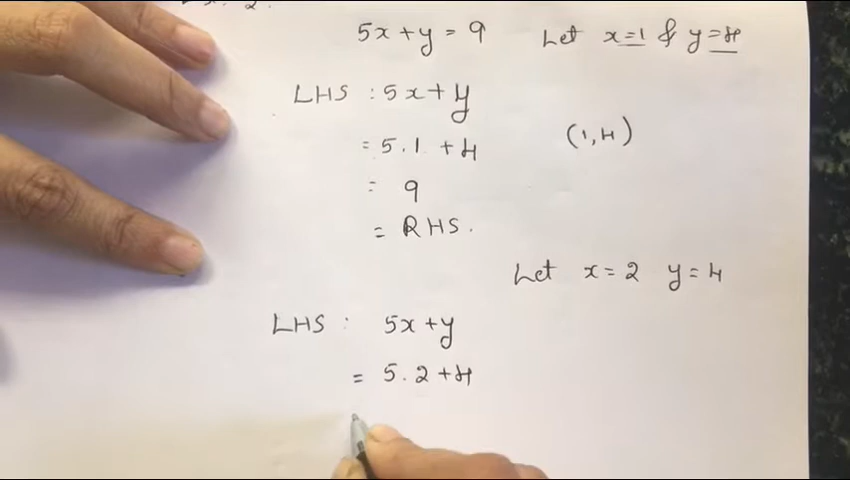 5x + y = 9 Let x=1 & y=4
LHS : 5x + y
= 5.1 + 4 (1,4)
= 9
= RHS.
Let x=2 y=4
LHS : 5x+y
= 5.2+4